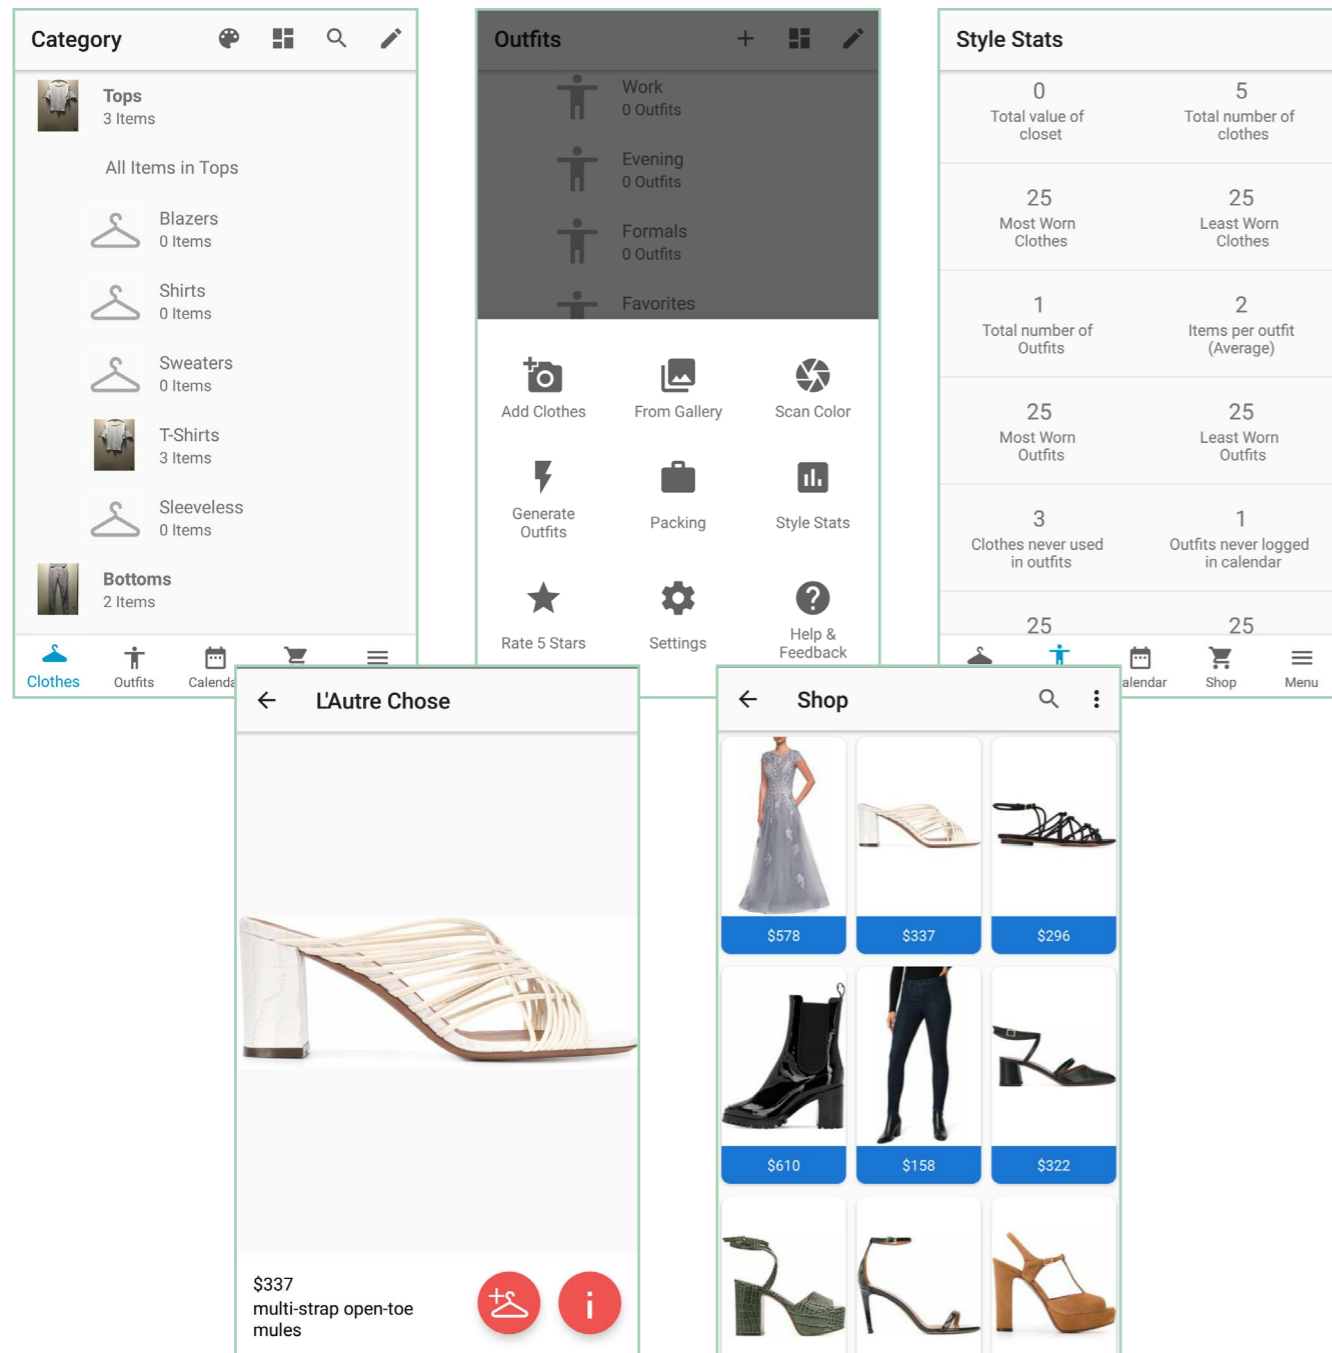 Category
Tops
3 Items
All Items in Tops
Blazers
0 Items
Shirts
0 Items
Sweaters
0 Items
T-Shirts
3 Items
Sleeveless
0 Items
Bottoms
2 Items
Clothes
Outfits
Calenda
Outfits
Work
0 Outfits
Evening
0 Outfits
Formals
0 Outfits
Favorites
Add Clothes
From Gallery
Scan Color
Generate
Outfits
Packing
Style Stats
Rate 5 Stars
Settings
Help &
Feedback
Style Stats
0
Total value of
closet
5
Total number of
clothes
25
Most Worn
Clothes
25
Least Worn
Clothes
1
Total number of
Outfits
2
Items per outfit
(Average)
25
Most Worn
Outfits
25
Least Worn
Outfits
3
Clothes never used
in outfits
1
Outfits never logged
in calendar
25
25
alendar
Shop
Menu
L'Autre Chose
$337
multi-strap open-toe
mules
i
Shop
$578
$337
$296
$610
$158
$322